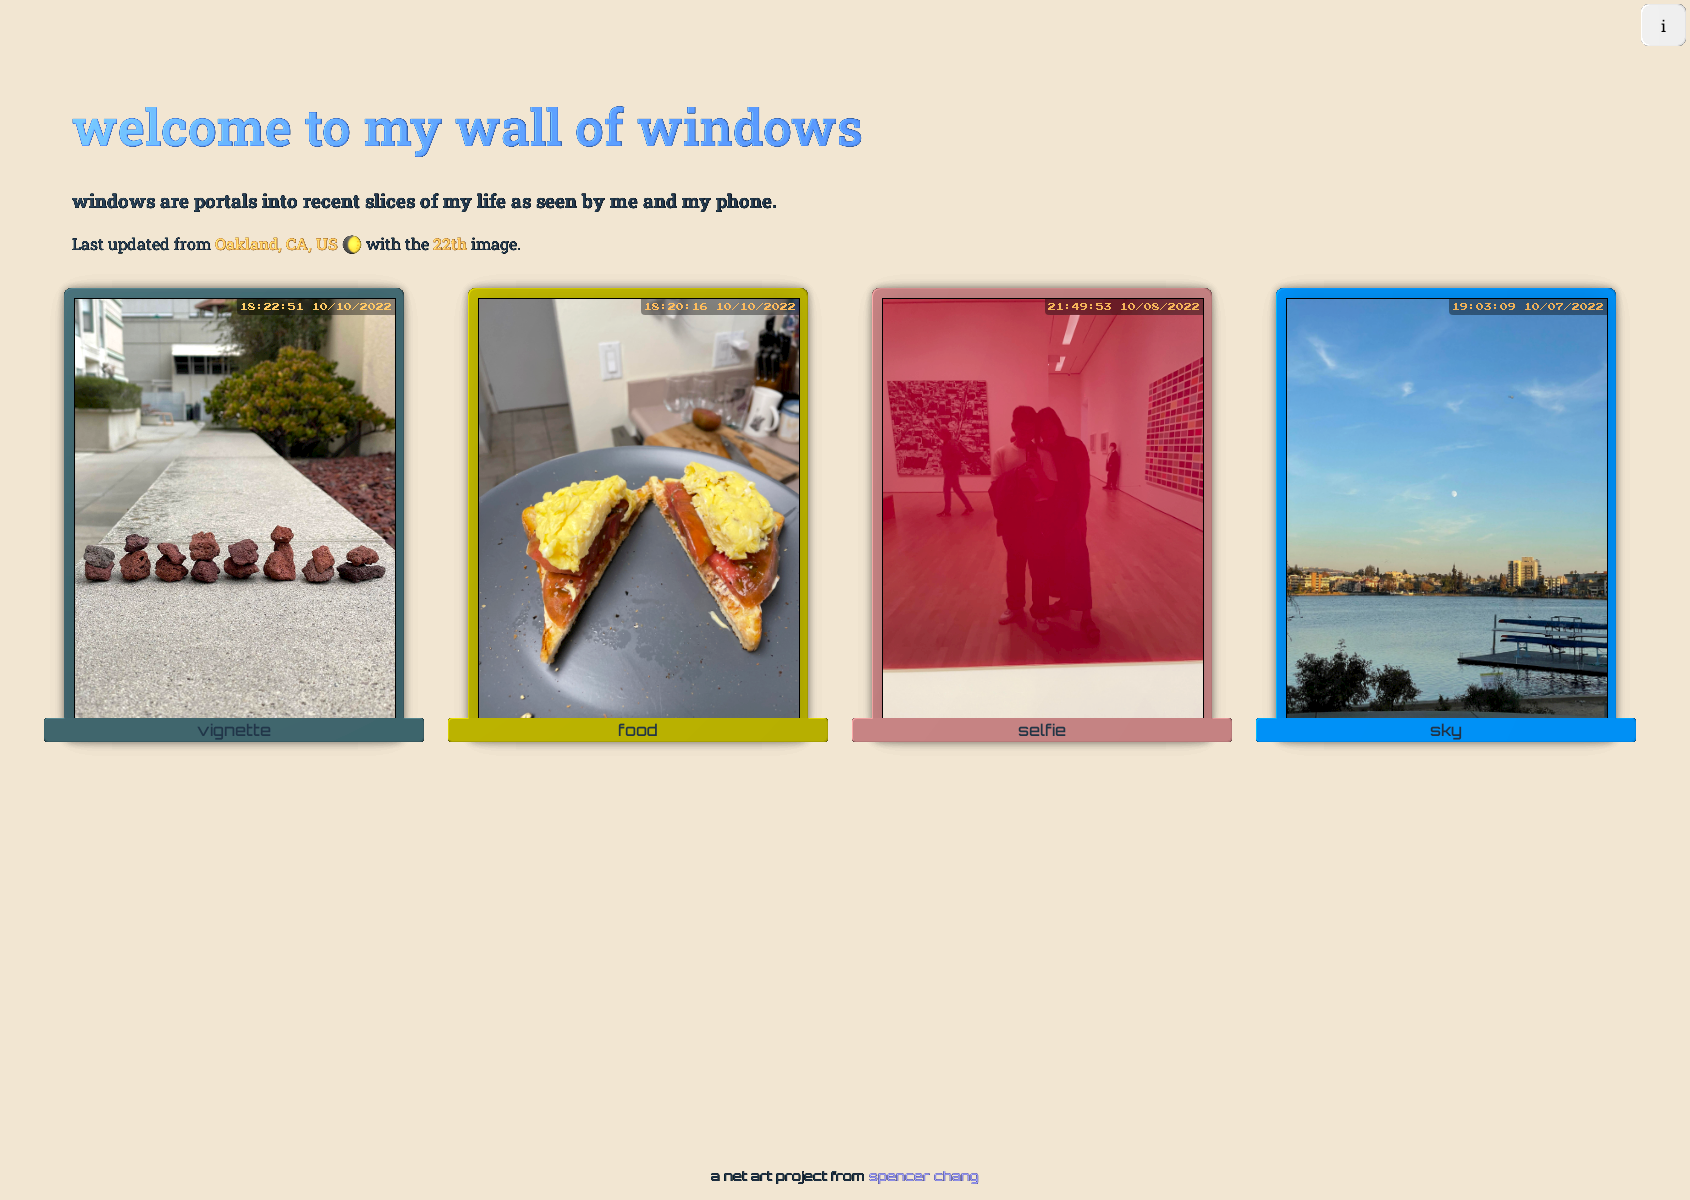 i
welcome to my wall of windows
windows are portals into recent slices of my life as seen by me and my phone.
Last updated from Oakland, CA, US 🌔 with the 22th image.
18:22:51 10/10/2022
vignette
18:20:16 10/10/2022
food
21:49:53 10/08/2022
selfie
19:03:09 10/07/2022
sky
a net art project from spencer chang